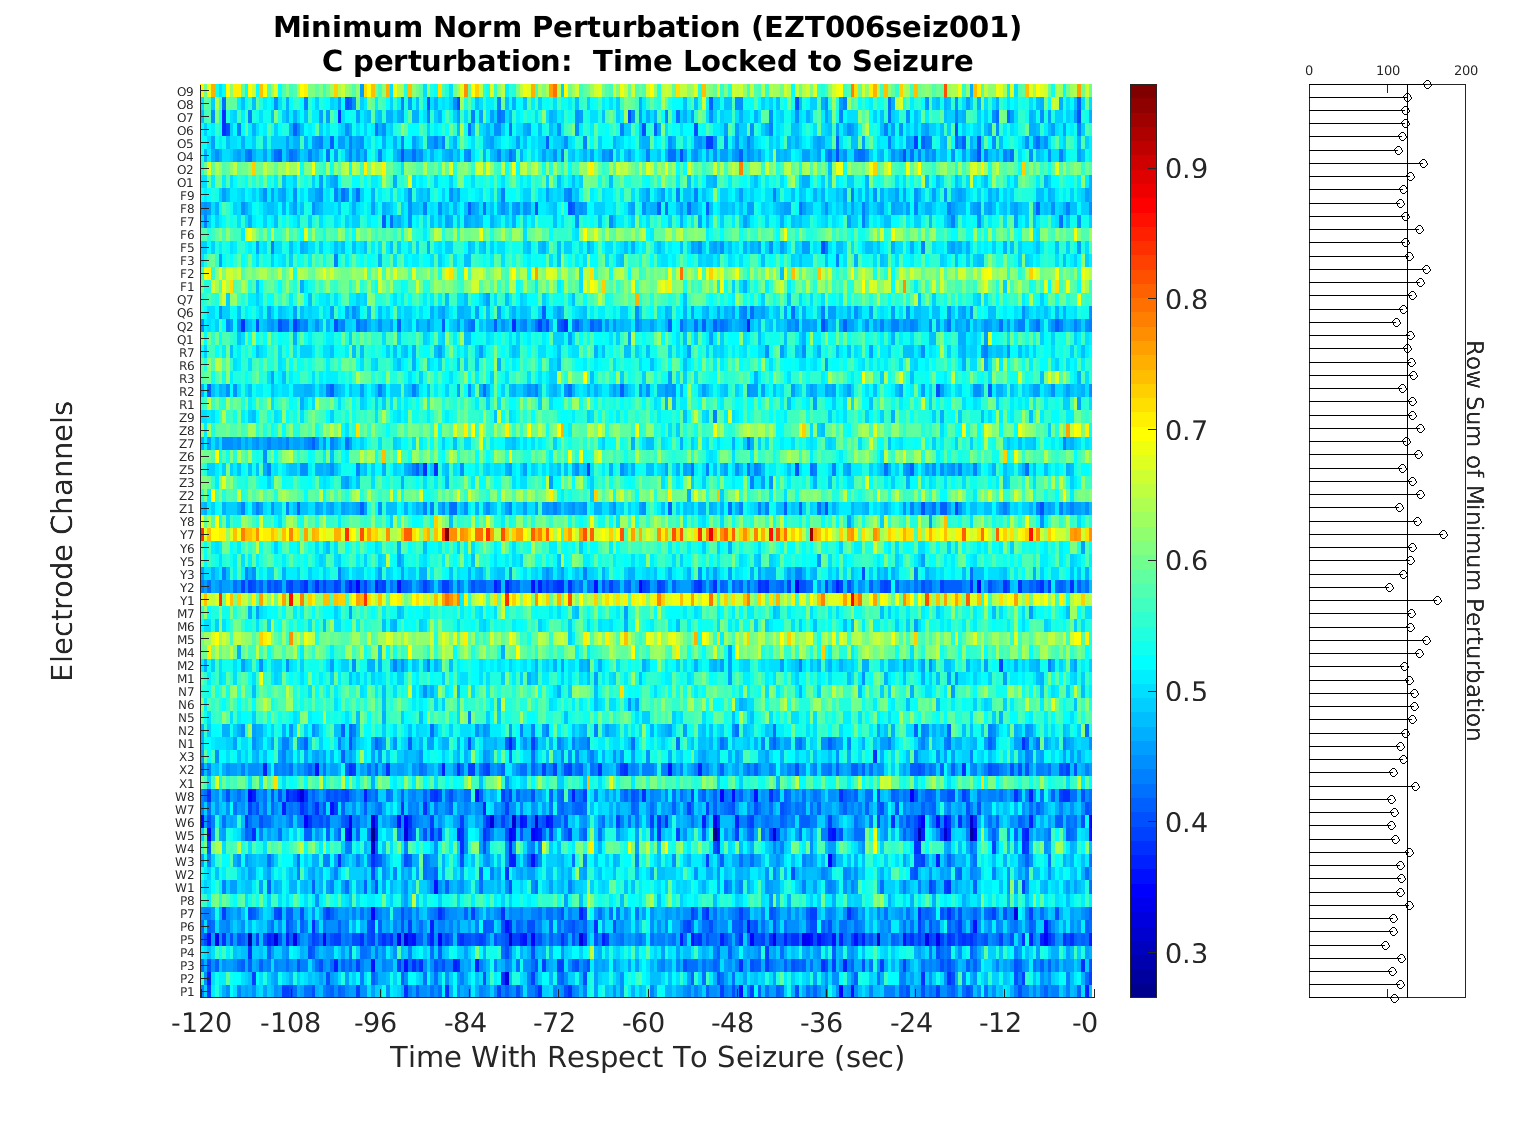 Minimum Norm Perturbation (EZT006seiz001)
C perturbation:  Time Locked to Seizure
Electrode Channels
O9
O8
O7
O6
O5
O4
O2
O1
F9
F8
F7
F6
F5
F3
F2
F1
Q7
Q6
Q2
Q1
R7
R6
R3
R2
R1
Z9
Z8
Z7
Z6
Z5
Z3
Z2
Z1
Y8
Y7
Y6
Y5
Y3
Y2
Y1
M7
M6
M5
M4
M2
M1
N7
N6
N5
N2
N1
X3
X2
X1
W8
W7
W6
W5
W4
W3
W2
W1
P8
P7
P6
P5
P4
P3
P2
P1
-120 -108 -96 -84 -72 -60 -48 -36 -24 -12 -0
Time With Respect To Seizure (sec)
0.9
0.8
0.7
0.6
0.5
0.4
0.3
0 100 200
Row Sum of Minimum Perturbation